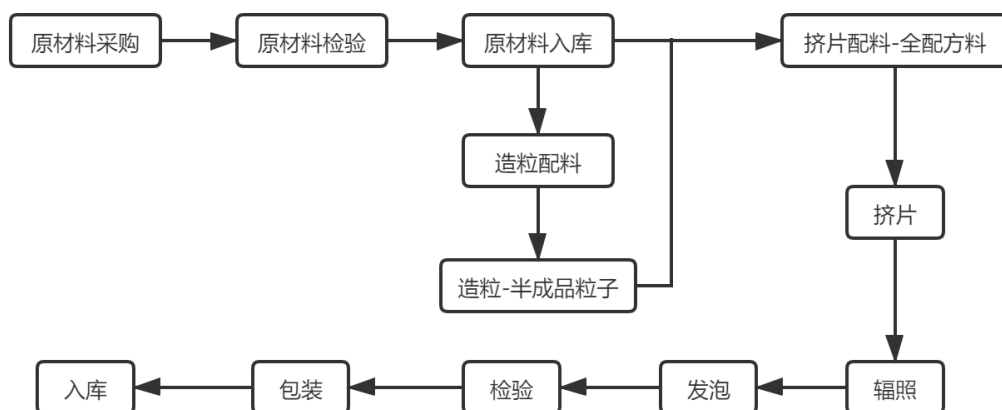 原材料采购
原材料检验
原材料入库
挤片配料-全配方料
造粒配料
挤片
造粒-半成品粒子
入库
包装
检验
发泡
辐照